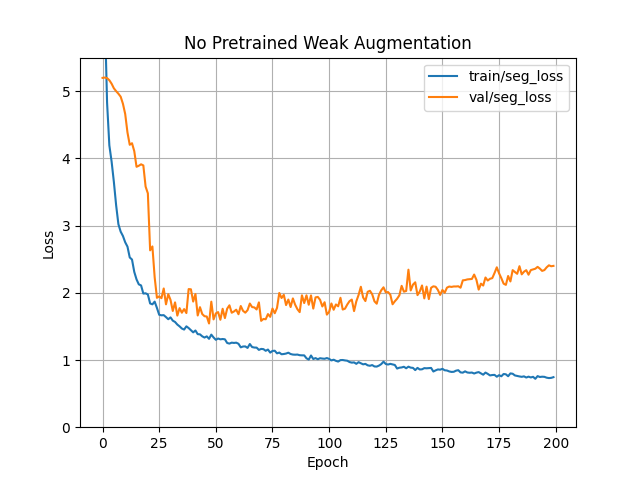 No Pretrained Weak Augmentation
train/seg_loss
val/seg_loss
5
4
3
2
1
0
Loss
0 25 50 75 100 125 150 175 200
Epoch